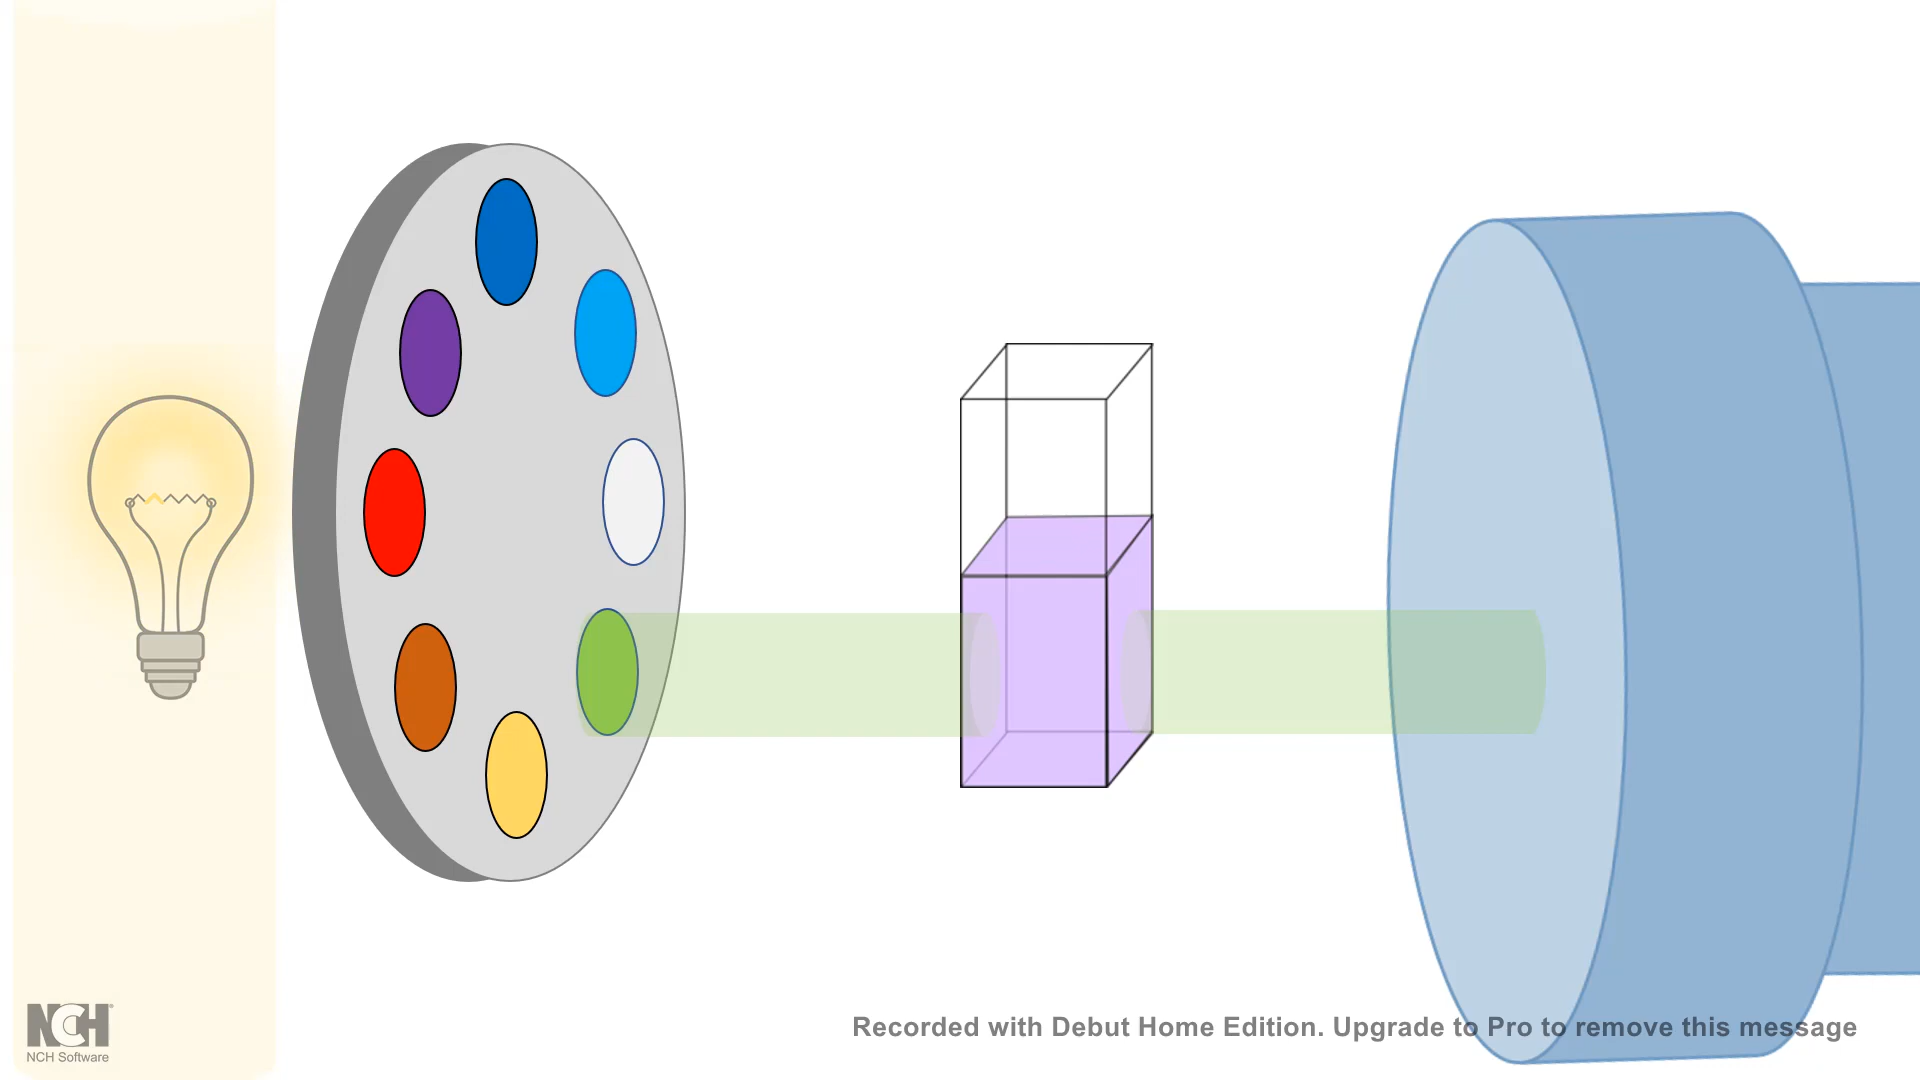 NCH
NCH Software
Recorded with Debut Home Edition. Upgrade to Pro to remove this message